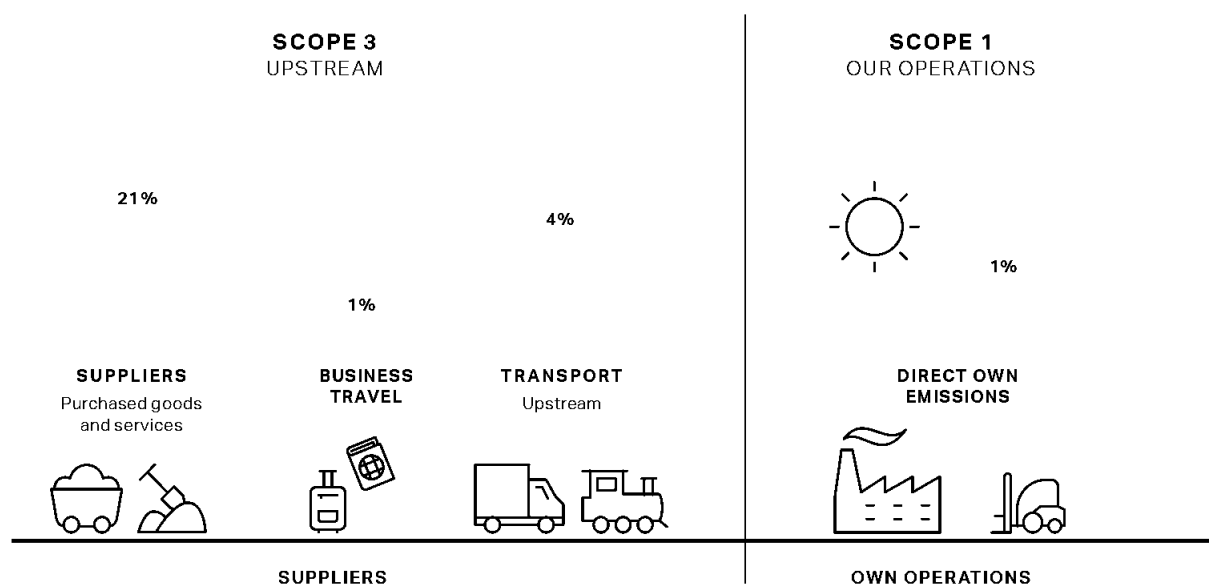 SCOPE 3
UPSTREAM
SCOPE 1
OUR OPERATIONS
21%
4%
1%
1%
SUPPLIERS
Purchased goods
and services
BUSINESS
TRAVEL
TRANSPORT
Upstream
DIRECT OWN
EMISSIONS
SUPPLIERS
OWN OPERATIONS